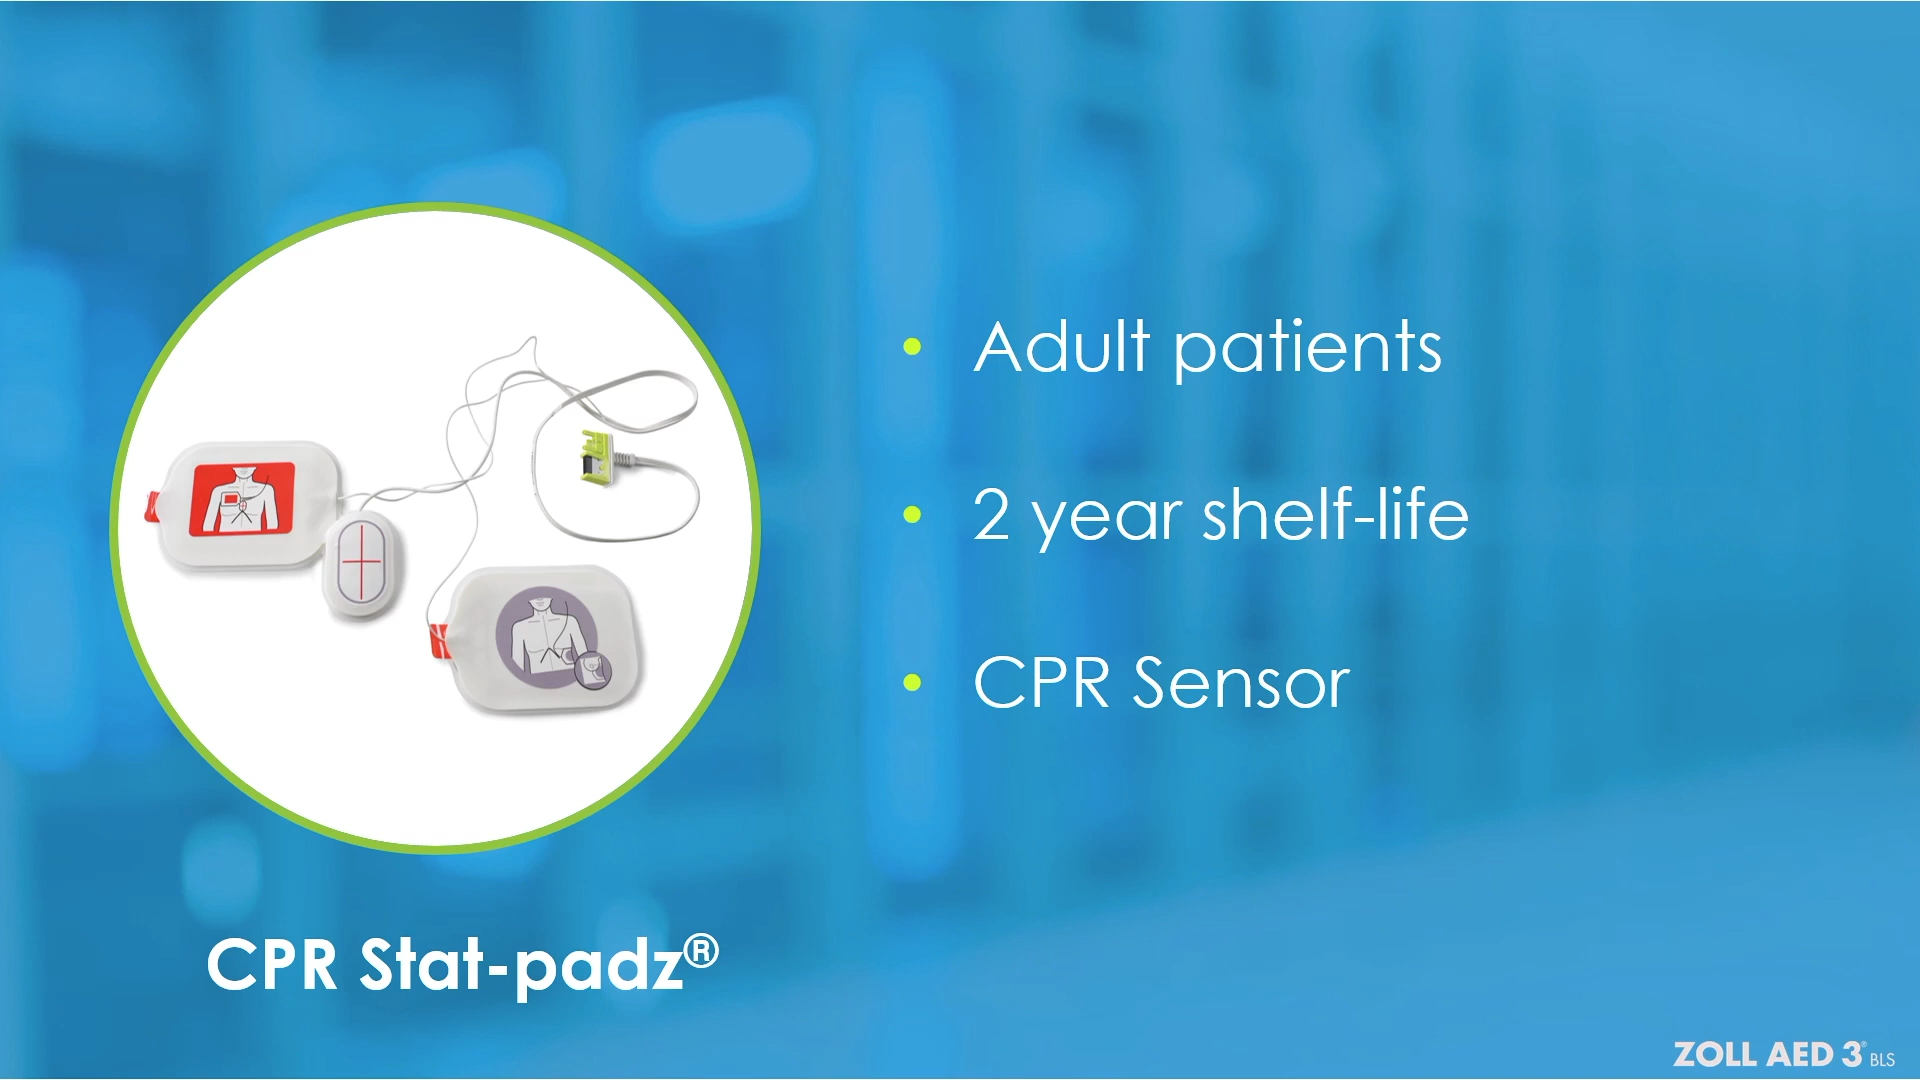 Adult patients
2 year shelf-life
CPR Sensor
CPR Stat-padz®
ZOLL AED 3® BLS